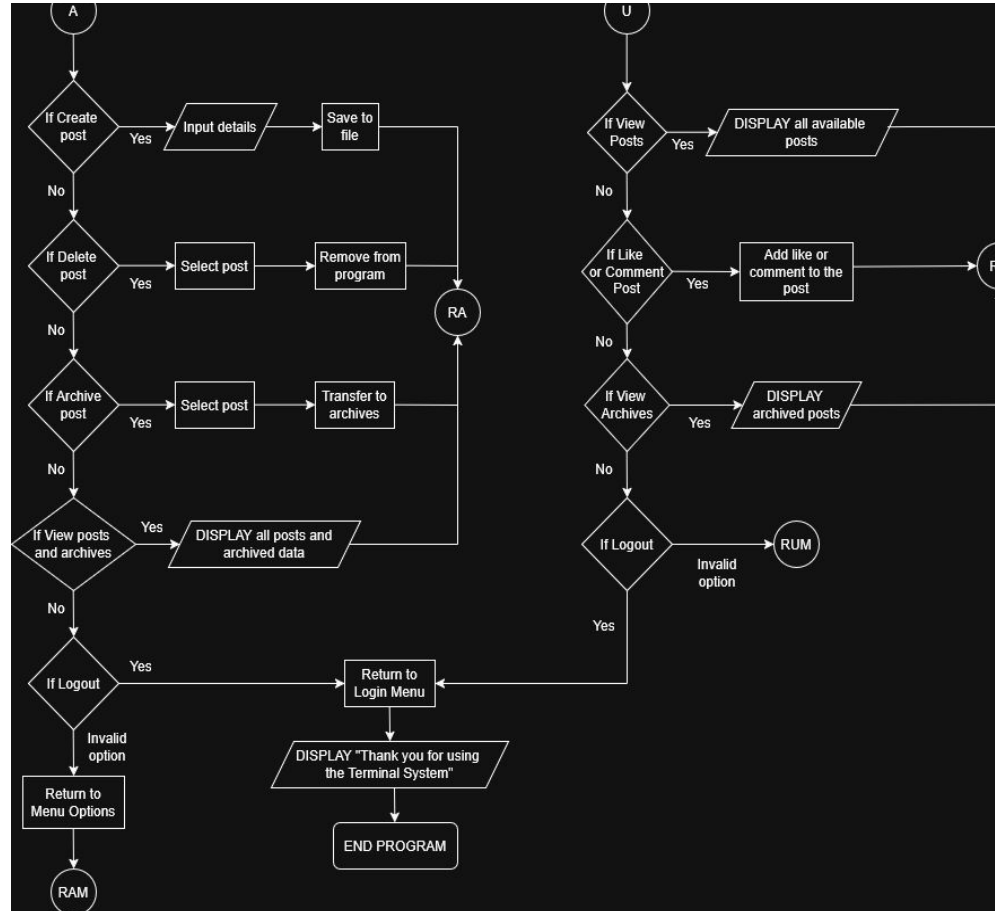 A
If Create
post
Yes
Input details
Save to
file
No
If Delete
post
Yes
Select post
Remove from
program
RA
No
If Archive
post
Yes
Select post
Transfer to
archives
No
If View posts
and archives
Yes
DISPLAY all posts and
archived data
No
If Logout
Yes
Return to
Login Menu
Invalid
option
Return to
Menu Options
RAM
DISPLAY "Thank you for using
the Terminal System"
END PROGRAM
U
If View
Posts
Yes
DISPLAY all available
posts
No
If Like
or Comment
Post
Yes
Add like or
comment to the
post
No
If View
Archives
Yes
DISPLAY
archived posts
No
If Logout
Invalid
option
RUM
Yes